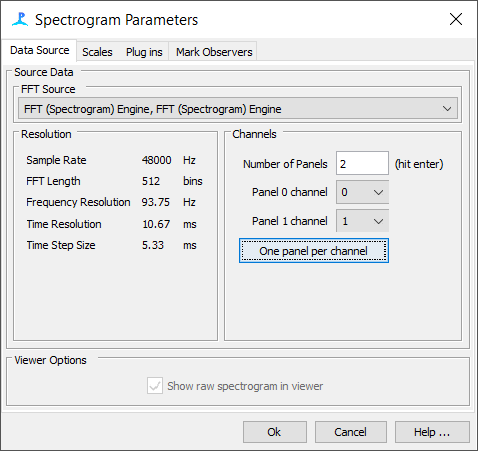 Spectrogram Parameters
Data Source Scales Plug ins Mark Observers
Source Data
FFT Source
FFT (Spectrogram) Engine, FFT (Spectrogram) Engine
Resolution
Sample Rate 48000 Hz
FFT Length 512 bins
Frequency Resolution 93.75 Hz
Time Resolution 10.67 ms
Time Step Size 5.33 ms
Channels
Number of Panels 2 (hit enter)
Panel 0 channel 0
Panel 1 channel 1
One panel per channel
Viewer Options
Show raw spectrogram in viewer
Ok Cancel Help ...